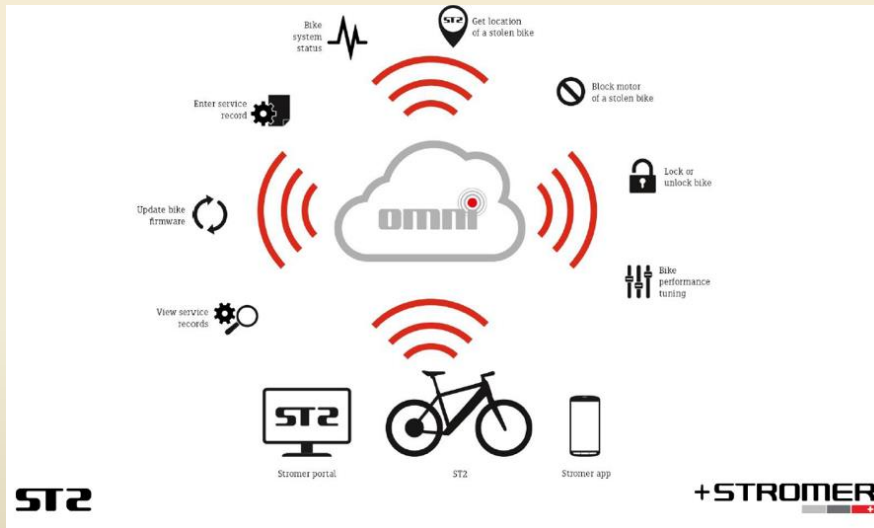 Bike
system
status
ST2
Get location
of a stolen bike
Enter service
record
Block motor
of a stolen bike
Lock or
unlock bike
omni
Update bike
firmware
Bike
performance
tuning
View service
records
ST2
Stromer portal
ST2
Stromer app
ST2
+STROMER